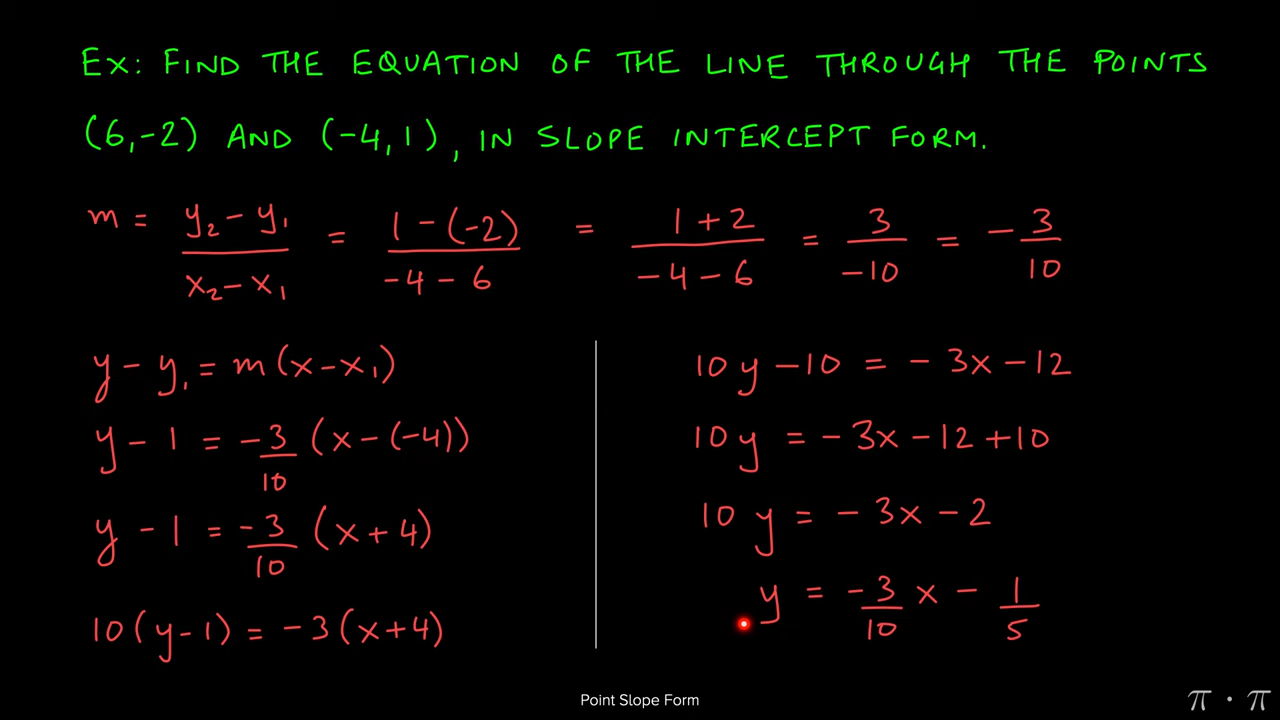 EX: FIND THE EQUATION OF THE LINE THROUGH THE POINTS
(6,-2) AND (-4,1), IN SLOPE INTERCEPT FORM.
m = (y₂ - y₁)/(x₂ - x₁) = (1 - (-2))/(-4 - 6) = (1 + 2)/(-4 - 6) = 3/(-10) = -3/10
y - y₁ = m(x - x₁)
y - 1 = -3/10 (x - (-4))
y - 1 = -3/10 (x + 4)
10(y - 1) = -3(x + 4)
10y - 10 = -3x - 12
10y = -3x - 12 + 10
10y = -3x - 2
y = -3/10 x - 1/5
Point Slope Form
π · π